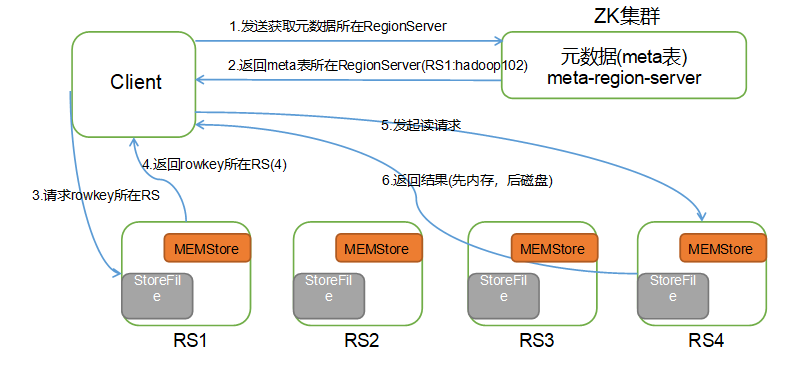 ZK集群
1.发送获取元数据所在RegionServer
元数据(meta表)
meta-region-server
Client
2.返回meta表所在RegionServer(RS1:hadoop102)
5.发起读请求
4.返回rowkey所在RS(4)
6.返回结果(先内存，后磁盘)
3.请求rowkey所在RS
MEMStore
MEMStore
MEMStore
MEMStore
StoreFil
e
StoreFil
e
StoreFil
e
StoreFil
e
RS1
RS2
RS3
RS4